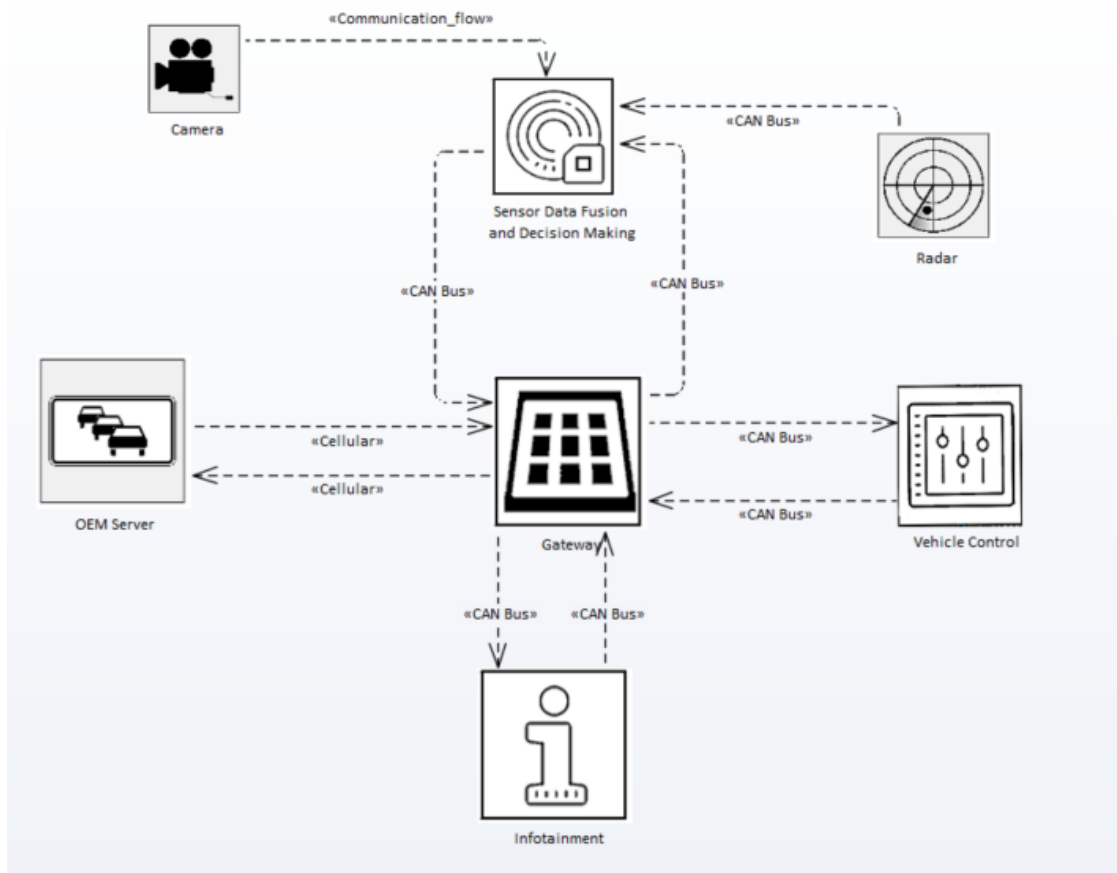 «Communication_flow»
Camera
«CAN Bus»
Sensor Data Fusion
and Decision Making
Radar
«CAN Bus»
«CAN Bus»
«Cellular»
«CAN Bus»
«Cellular»
«CAN Bus»
OEM Server
Gateway
Vehicle Control
«CAN Bus»
«CAN Bus»
Infotainment